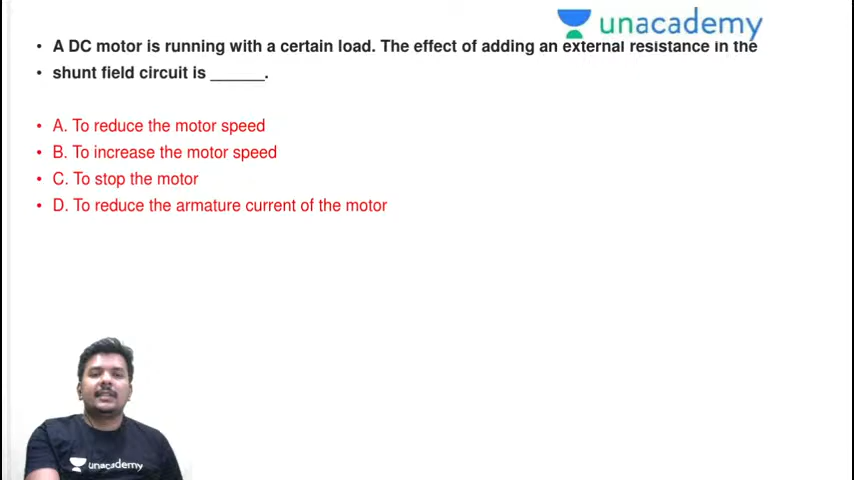 unacademy
• A DC motor is running with a certain load. The effect of adding an external resistance in the
• shunt field circuit is ______.
• A. To reduce the motor speed
• B. To increase the motor speed
• C. To stop the motor
• D. To reduce the armature current of the motor
unacademy